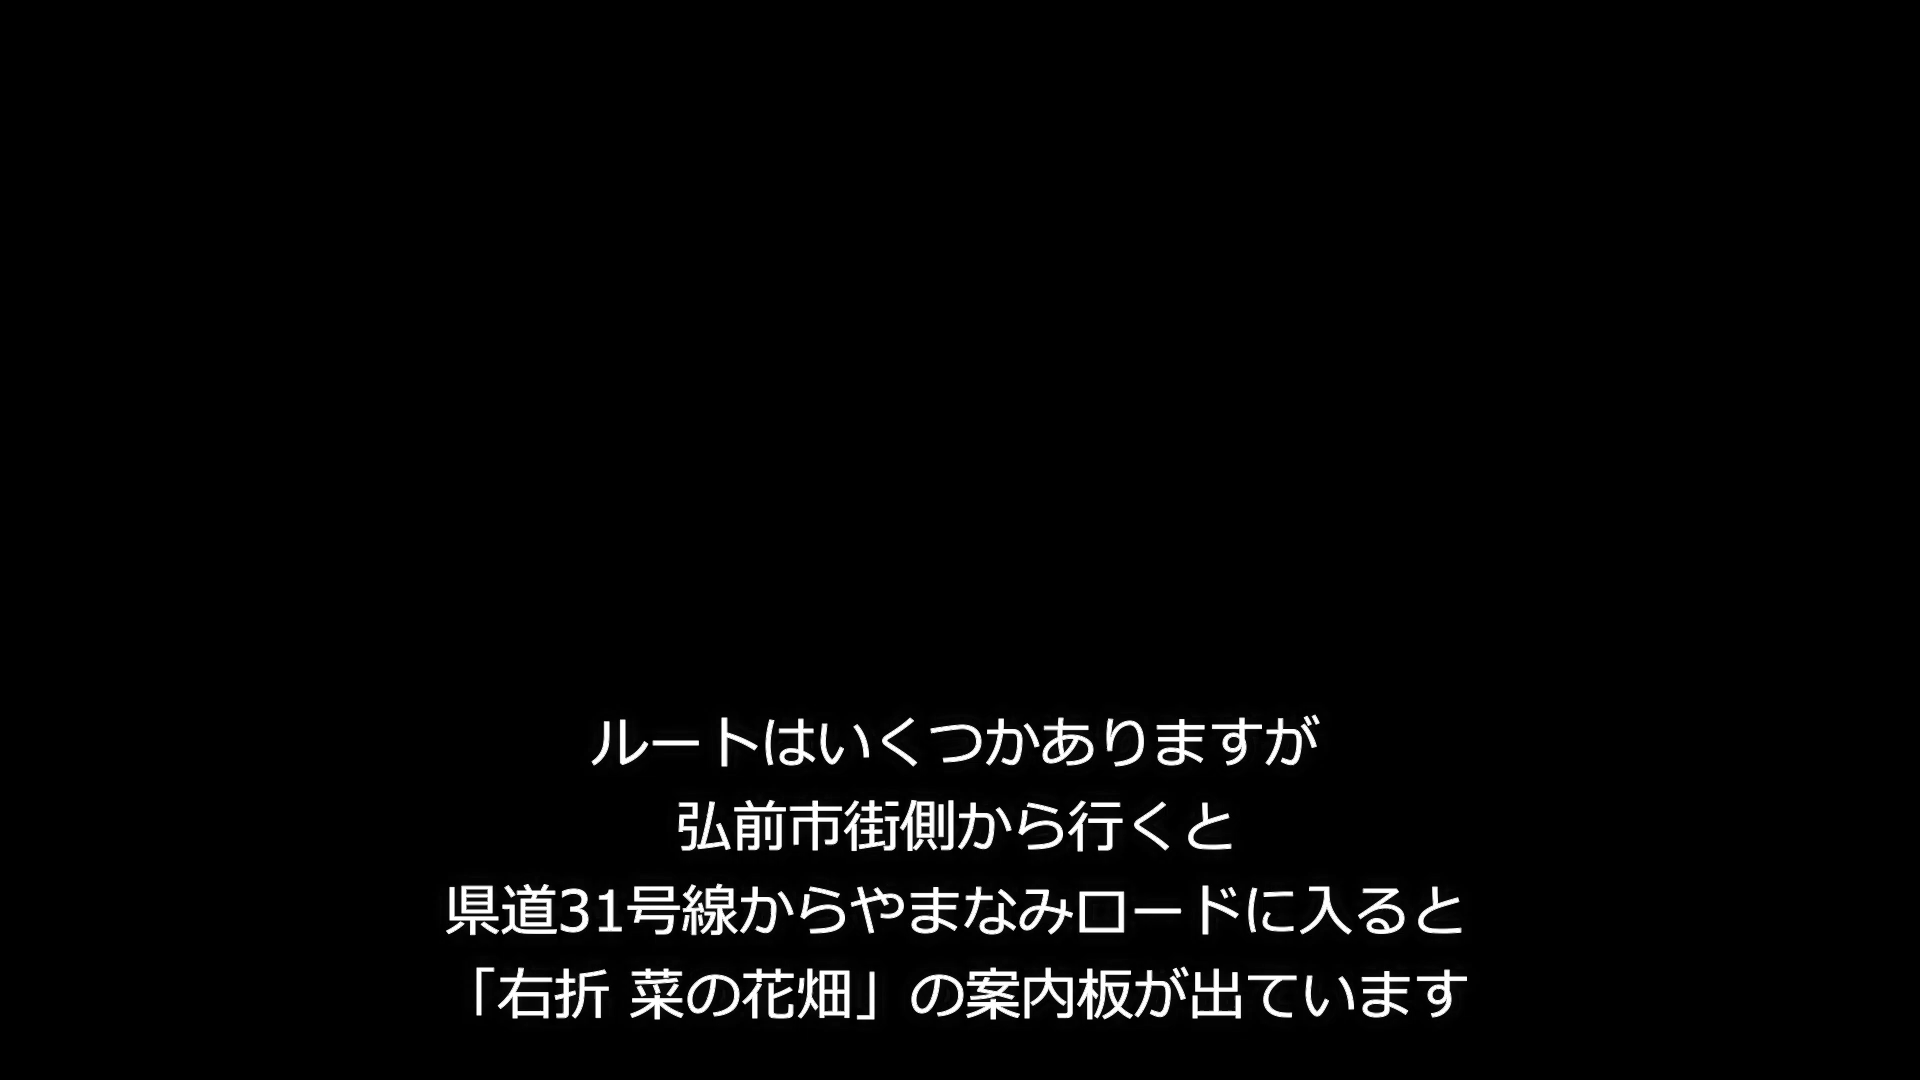 ルートはいくつかありますが
弘前市街側から行くと
県道31号線からやまなみロードに入ると
「右折 菜の花畑」の案内板が出ています